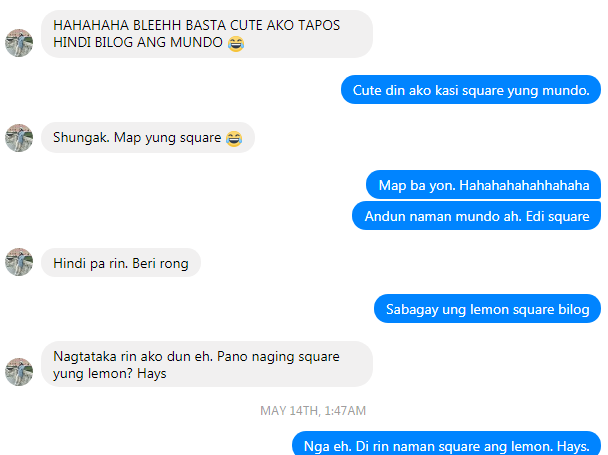 HAHAHAHA BLEEHH BASTA CUTE AKO TAPOS
HINDI BILOG ANG MUNDO 😂
Cute din ako kasi square yung mundo.
Shungak. Map yung square 😂
Map ba yon. Hahahahahahhahaha
Andun naman mundo ah. Edi square
Hindi pa rin. Beri rong
Sabagay ung lemon square bilog
Nagtataka rin ako dun eh. Pano naging square
yung lemon? Hays
MAY 14TH, 1:47AM
Nga eh. Di rin naman square ang lemon. Hays.